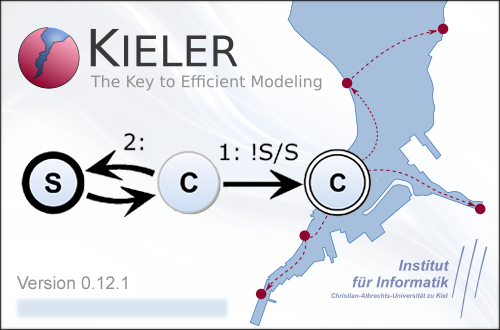 KIELER
The Key to Efficient Modeling
2:
1: !S/S
S
C
C
Institut
für Informatik
Christian-Albrechts-Universität zu Kiel
Version 0.12.1